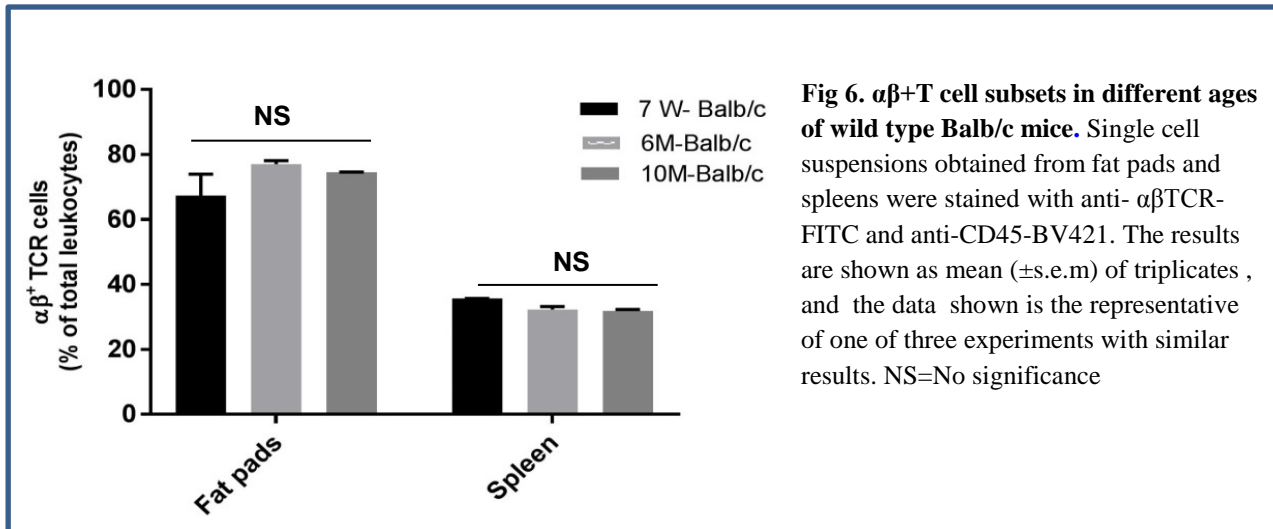 100
80
60
40
20
0
αβ⁺ TCR cells
(% of total leukocytes)
NS
NS
7 W- Balb/c
6M-Balb/c
10M-Balb/c
Fat pads
Spleen
Fig 6. αβ+T cell subsets in different ages
of wild type Balb/c mice. Single cell
suspensions obtained from fat pads and
spleens were stained with anti- αβTCR-
FITC and anti-CD45-BV421. The results
are shown as mean (±s.e.m) of triplicates ,
and the data shown is the representative
of one of three experiments with similar
results. NS=No significance